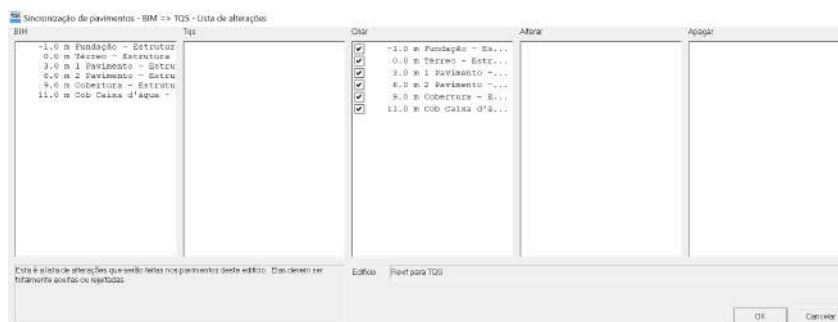 TQS Sincronização de pavimentos - BIM => TQS - Lista de alterações
BIM Tqs Criar Alterar Apagar
-1.0 m Fundação - Estrutur
0.0 m Térreo - Estrutura
3.0 m 1 Pavimento - Estru
6.0 m 2 Pavimento - Estru
9.0 m Cobertura - Estrutu
11.0 m Cob Caixa d'água -
-1.0 m Fundação - Es...
0.0 m Térreo - Estr...
3.0 m 1 Pavimento -...
6.0 m 2 Pavimento -...
9.0 m Cobertura - E...
11.0 m Cob Caixa d'á...
Esta é a lista de alterações que serão feitas nos pavimentos deste edifício. Elas devem ser
totalmente aceitas ou rejeitadas.
Edifício Revit para TQS
OK Cancelar